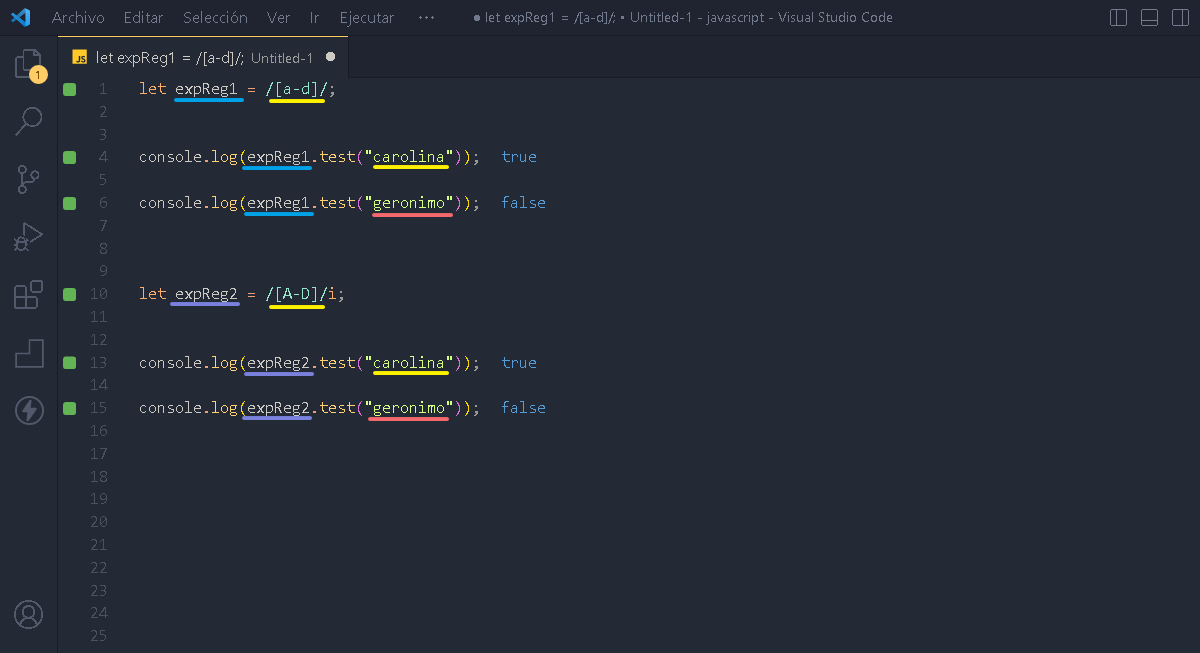 Archivo Editar Selección Ver Ir Ejecutar ··· ● let expReg1 = /[a-d]/; • Untitled-1 - javascript - Visual Studio Code
JS let expReg1 = /[a-d]/; Untitled-1 ●
1
1 let expReg1 = /[a-d]/;
2
3
4 console.log(expReg1.test("carolina")); true
5
6 console.log(expReg1.test("geronimo")); false
7
8
9
10 let expReg2 = /[A-D]/i;
11
12
13 console.log(expReg2.test("carolina")); true
14
15 console.log(expReg2.test("geronimo")); false
16
17
18
19
20
21
22
23
24
25